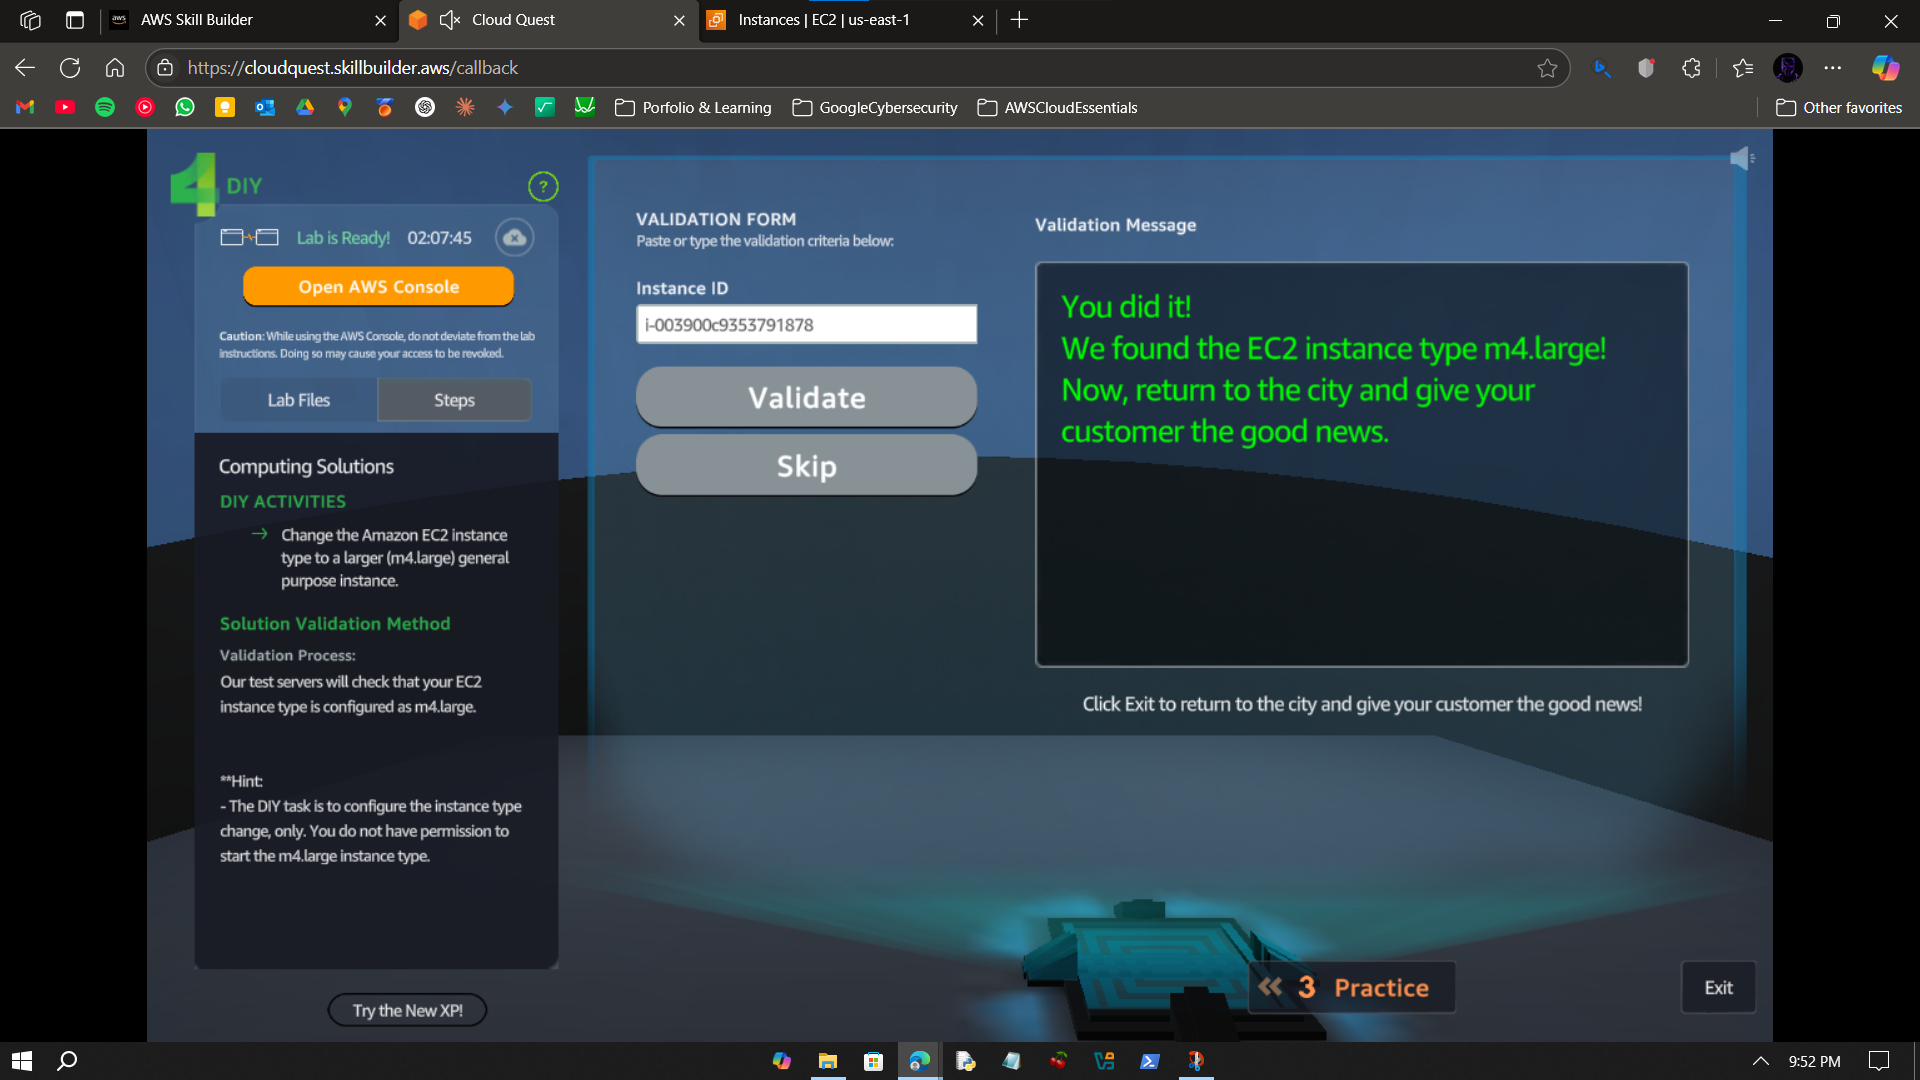 aws AWS Skill Builder
Cloud Quest
Instances | EC2 | us-east-1
https://cloudquest.skillbuilder.aws/callback
Porfolio & Learning
GoogleCybersecurity
AWSCloudEssentials
Other favorites
4 DIY
?
Lab is Ready! 02:07:45
Open AWS Console
Caution: While using the AWS Console, do not deviate from the lab
instructions. Doing so may cause your access to be revoked.
Lab Files
Steps
Computing Solutions
DIY ACTIVITIES
→ Change the Amazon EC2 instance
type to a larger (m4.large) general
purpose instance.
Solution Validation Method
Validation Process:
Our test servers will check that your EC2
instance type is configured as m4.large.
**Hint:
- The DIY task is to configure the instance type
change, only. You do not have permission to
start the m4.large instance type.
Try the New XP!
VALIDATION FORM
Paste or type the validation criteria below:
Instance ID
i-003900c9353791878
Validate
Skip
Validation Message
You did it!
We found the EC2 instance type m4.large!
Now, return to the city and give your
customer the good news.
Click Exit to return to the city and give your customer the good news!
« 3 Practice
Exit
9:52 PM